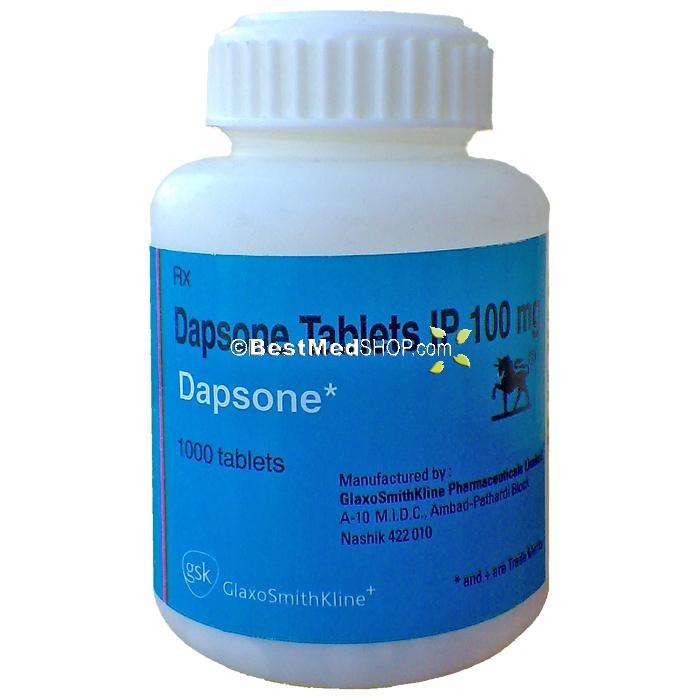 Rx
Dapsone Tablets IP 100 mg
©BestMedSHOP.com
Dapsone*
1000 tablets
Manufactured by :
GlaxoSmithKline Pharmaceuticals Limited
A-10 M.I.D.C., Ambad-Pathardi Block
Nashik 422 010
* and + are Trade Marks
gsk GlaxoSmithKline+